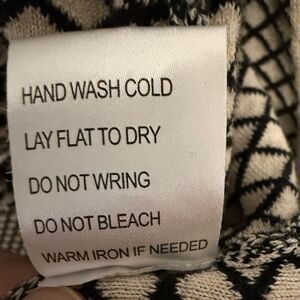 HAND WASH COLD
LAY FLAT TO DRY
DO NOT WRING
DO NOT BLEACH
WARM IRON IF NEEDED